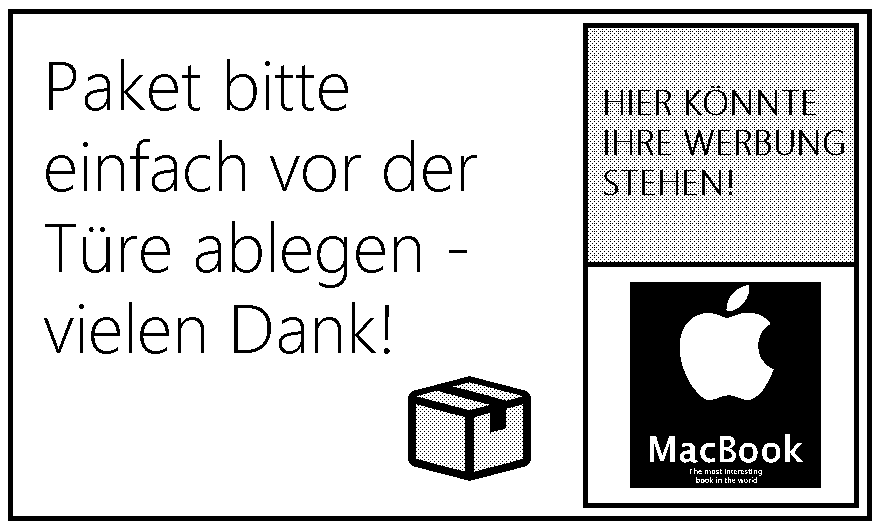 Paket bitte
einfach vor der
Türe ablegen -
vielen Dank!
HIER KÖNNTE
IHRE WERBUNG
STEHEN!
MacBook
The most interesting
book in the world